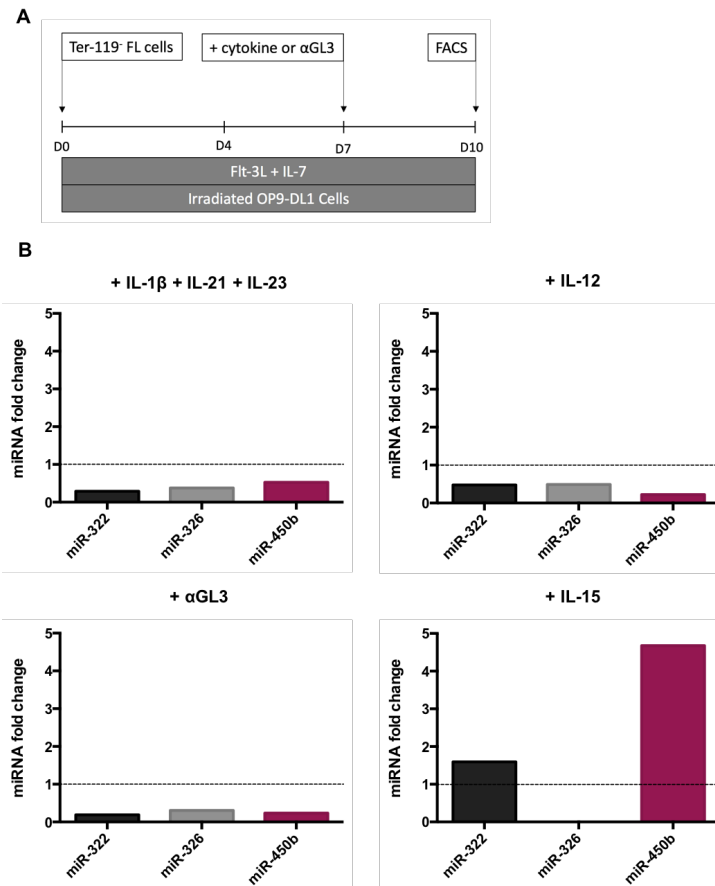 A
Ter-119⁻ FL cells
+ cytokine or αGL3
FACS
D0
D4
D7
D10
Flt-3L + IL-7
Irradiated OP9-DL1 Cells
B
+ IL-1β + IL-21 + IL-23
miRNA fold change
5
4
3
2
1
0
miR-322
miR-326
miR-450b
+ IL-12
miRNA fold change
5
4
3
2
1
0
miR-322
miR-326
miR-450b
+ αGL3
miRNA fold change
5
4
3
2
1
0
miR-322
miR-326
miR-450b
+ IL-15
miRNA fold change
5
4
3
2
1
0
miR-322
miR-326
miR-450b